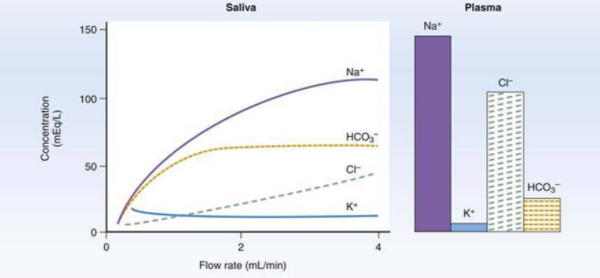 Saliva
Plasma
Concentration
(mEq/L)
150
100
50
0
0
2
4
Flow rate (mL/min)
Na⁺
HCO₃⁻
Cl⁻
K⁺
Na⁺
K⁺
Cl⁻
HCO₃⁻